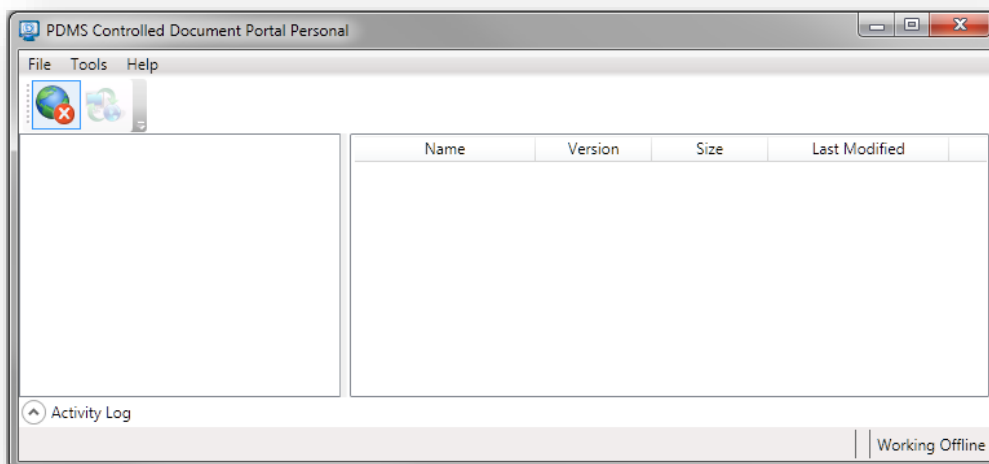 PDMS Controlled Document Portal Personal
File Tools Help
Name Version Size Last Modified
Activity Log
Working Offline